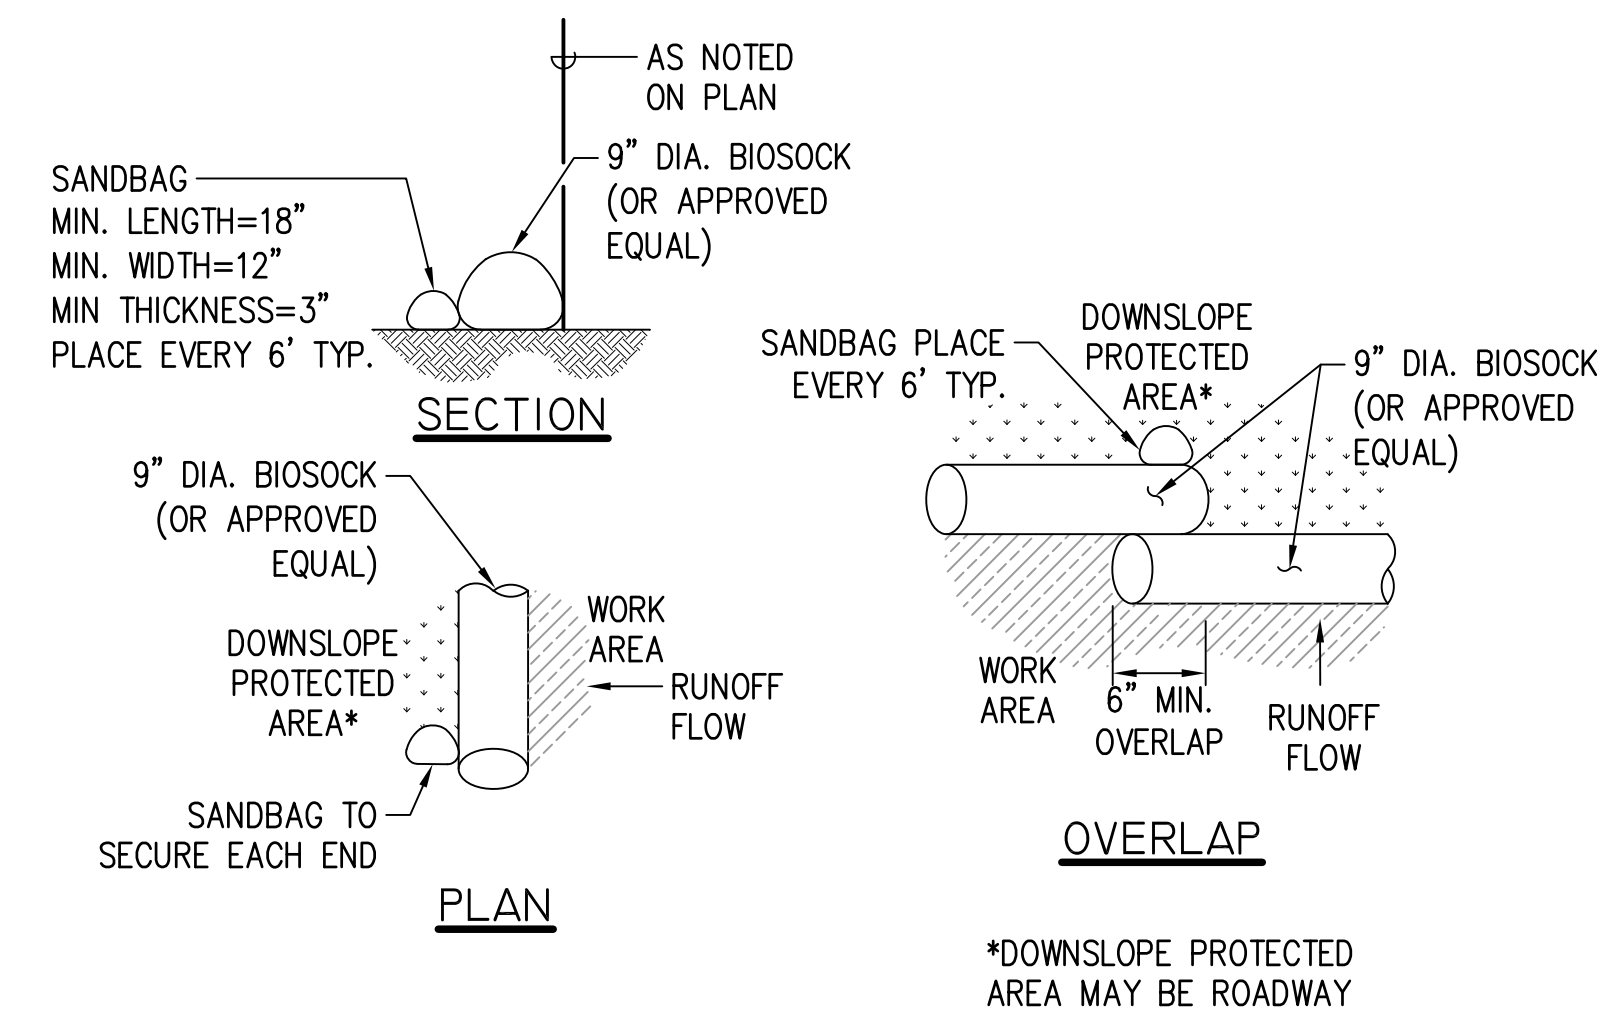 AS NOTED
ON PLAN
9” DIA. BIOSOCK
(OR APPROVED
EQUAL)
SANDBAG
MIN. LENGTH=18”
MIN. WIDTH=12”
MIN THICKNESS=3”
PLACE EVERY 6’ TYP.
SECTION
9” DIA. BIOSOCK
(OR APPROVED
EQUAL)
DOWNSLOPE
PROTECTED
AREA*
WORK
AREA
RUNOFF
FLOW
SANDBAG TO
SECURE EACH END
PLAN
SANDBAG PLACE
EVERY 6’ TYP.
DOWNSLOPE
PROTECTED
AREA*
9” DIA. BIOSOCK
(OR APPROVED
EQUAL)
WORK
AREA
6” MIN.
OVERLAP
RUNOFF
FLOW
OVERLAP
*DOWNSLOPE PROTECTED
AREA MAY BE ROADWAY